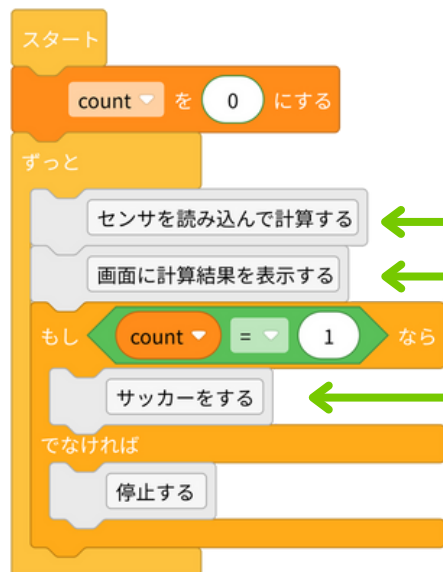 スタート
count を 0 にする
ずっと
センサを読み込んで計算する
画面に計算結果を表示する
もし count = 1 なら
サッカーをする
でなければ
停止する